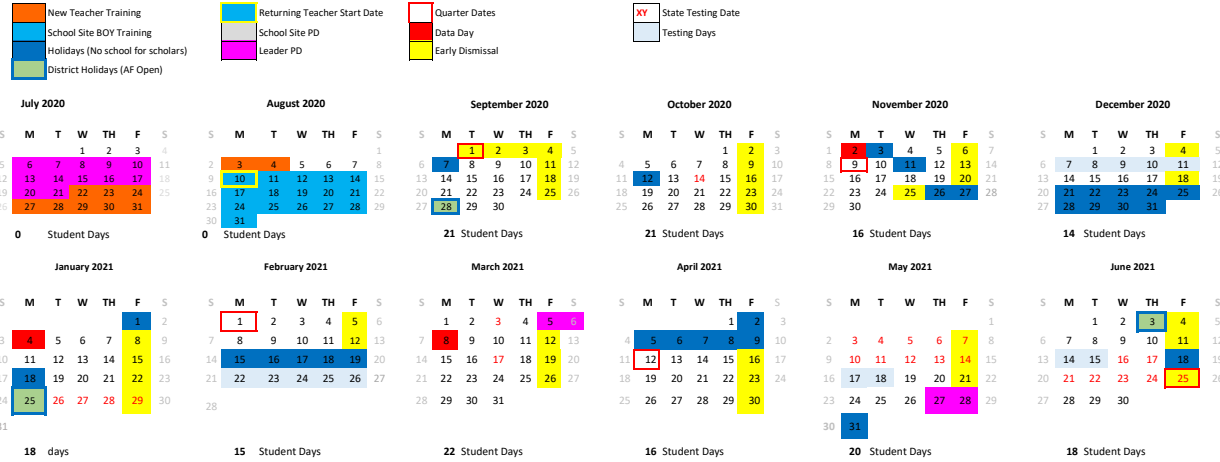 New Teacher Training
Returning Teacher Start Date
Quarter Dates
XY State Testing Date
School Site BOY Training
School Site PD
Data Day
Testing Days
Holidays (No school for scholars)
Leader PD
Early Dismissal
District Holidays (AF Open)
July 2020
S M T W TH F S
1 2 3 4
5 6 7 8 9 10 11
13 14 15 16 17 18
20 21 22 23 24 25
26 27 28 29 30 31
0 Student Days
August 2020
S M T W TH F S
1
2 3 4 5 6 7 8
9 10 11 12 13 14 15
16 17 18 19 20 21 22
23 24 25 26 27 28 29
30 31
0 Student Days
September 2020
S M T W TH F S
1 2 3 4 5
6 7 8 9 10 11 12
13 14 15 16 17 18 19
20 21 22 23 24 25 26
27 28 29 30
21 Student Days
October 2020
S M T W TH F S
1 2 3
4 5 6 7 8 9 10
11 12 13 14 15 16 17
18 19 20 21 22 23 24
25 26 27 28 29 30 31
21 Student Days
November 2020
S M T W TH F S
1 2 3 4 5 6 7
8 9 10 11 12 13 14
15 16 17 18 19 20 21
22 23 24 25 26 27 28
29 30
16 Student Days
December 2020
S M T W TH F S
1 2 3 4 5
6 7 8 9 10 11 12
13 14 15 16 17 18 19
20 21 22 23 24 25 26
27 28 29 30 31
14 Student Days
January 2021
S M T W TH F S
1 2
3 4 5 6 7 8 9
10 11 12 13 14 15 16
17 18 19 20 21 22 23
24 25 26 27 28 29 30
31
18 days
February 2021
S M T W TH F S
1 2 3 4 5 6
7 8 9 10 11 12 13
14 15 16 17 18 19 20
21 22 23 24 25 26 27
28
15 Student Days
March 2021
S M T W TH F S
1 2 3 4 5 6
7 8 9 10 11 12 13
14 15 16 17 18 19 20
21 22 23 24 25 26 27
28 29 30 31
22 Student Days
April 2021
S M T W TH F S
1 2 3
4 5 6 7 8 9 10
11 12 13 14 15 16 17
18 19 20 21 22 23 24
25 26 27 28 29 30
16 Student Days
May 2021
S M T W TH F S
1
2 3 4 5 6 7 8
9 10 11 12 13 14 15
16 17 18 19 20 21 22
23 24 25 26 27 28 29
30 31
20 Student Days
June 2021
S M T W TH F S
1 2 3 4 5
6 7 8 9 10 11 12
13 14 15 16 17 18 19
20 21 22 23 24 25 26
27 28 29 30
18 Student Days